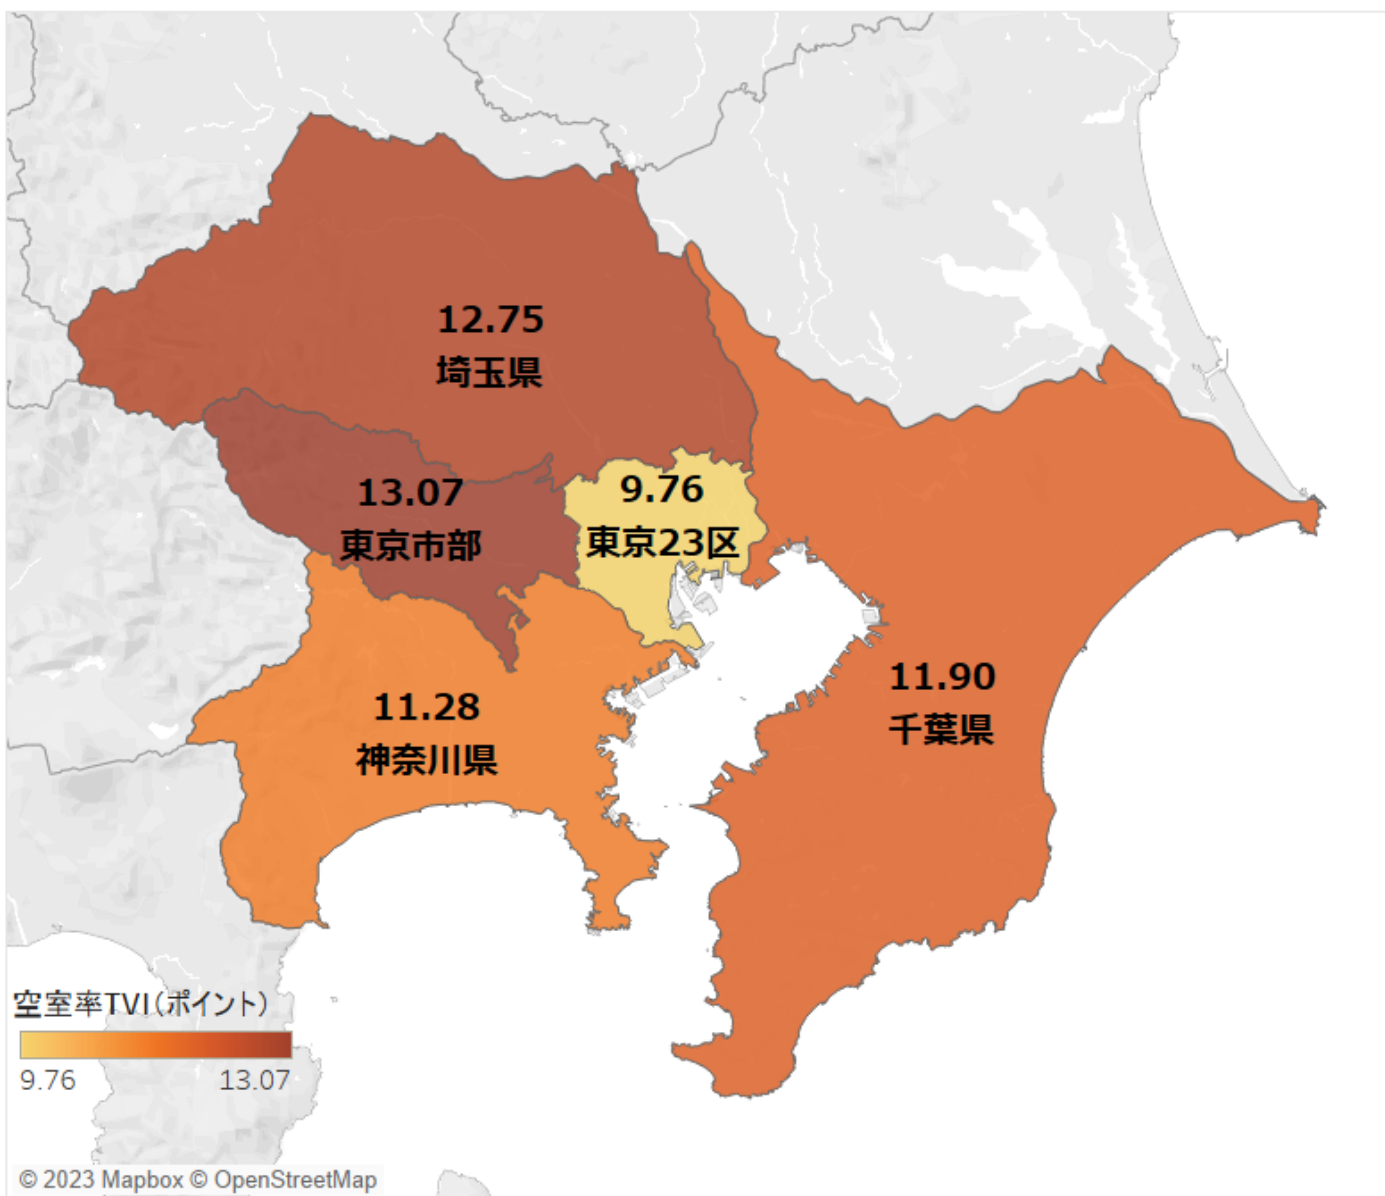 12.75
埼玉県
13.07
東京市部
9.76
東京23区
11.28
神奈川県
11.90
千葉県
空室率TVI(ポイント)
9.76 13.07
© 2023 Mapbox © OpenStreetMap